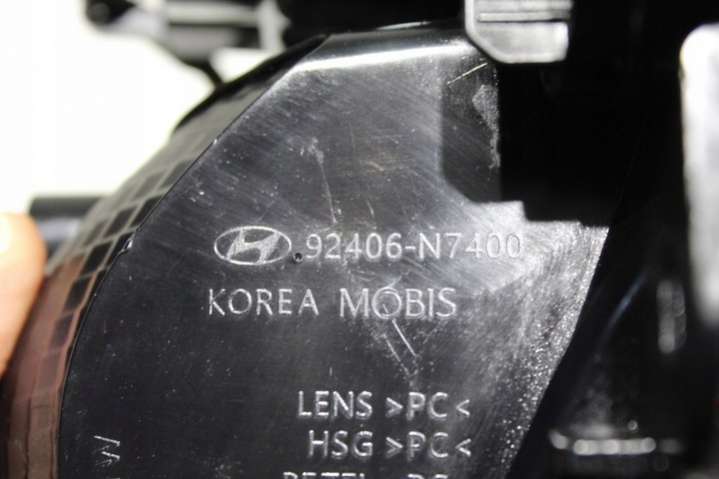 92406-N7400
KOREA MOBIS
LENS >PC<
HSG >PC<